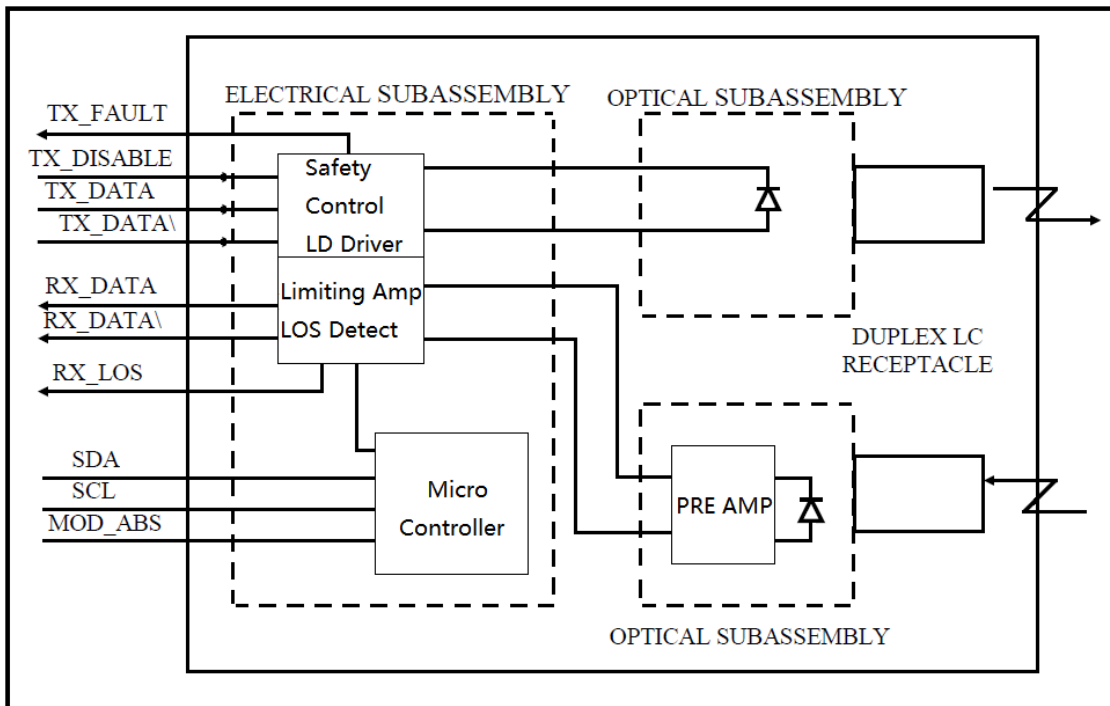 ELECTRICAL SUBASSEMBLY
OPTICAL SUBASSEMBLY
TX_FAULT
TX_DISABLE
TX_DATA
TX_DATA\
RX_DATA
RX_DATA\
RX_LOS
SDA
SCL
MOD_ABS
Safety
Control
LD Driver
Limiting Amp
LOS Detect
Micro
Controller
PRE AMP
DUPLEX LC
RECEPTACLE
OPTICAL SUBASSEMBLY